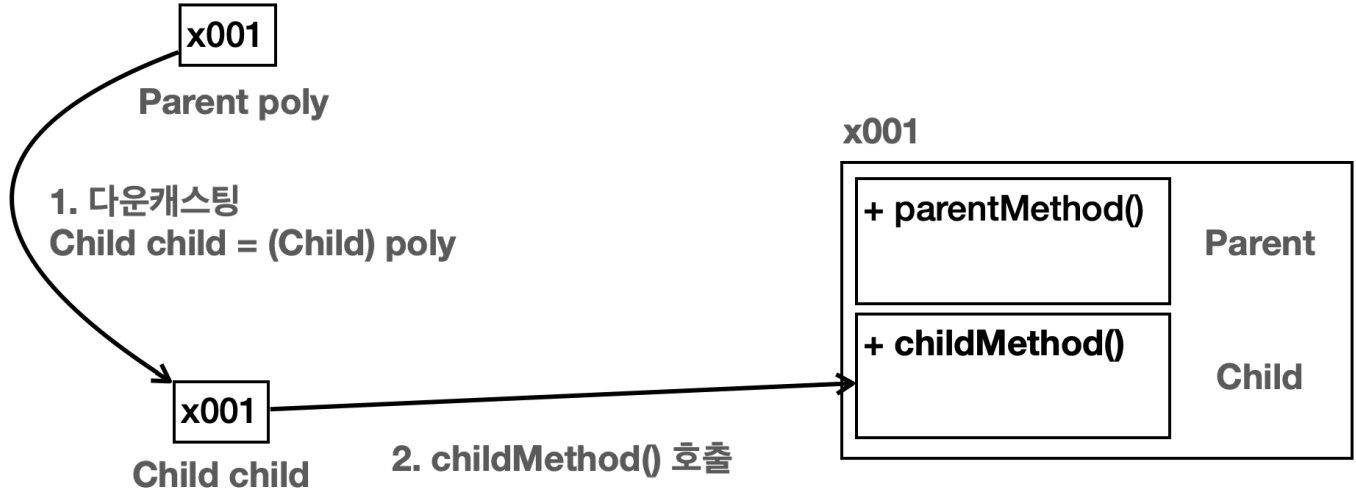 x001
Parent poly
1. 다운캐스팅
Child child = (Child) poly
x001
Child child
2. childMethod() 호출
x001
+ parentMethod()
Parent
+ childMethod()
Child